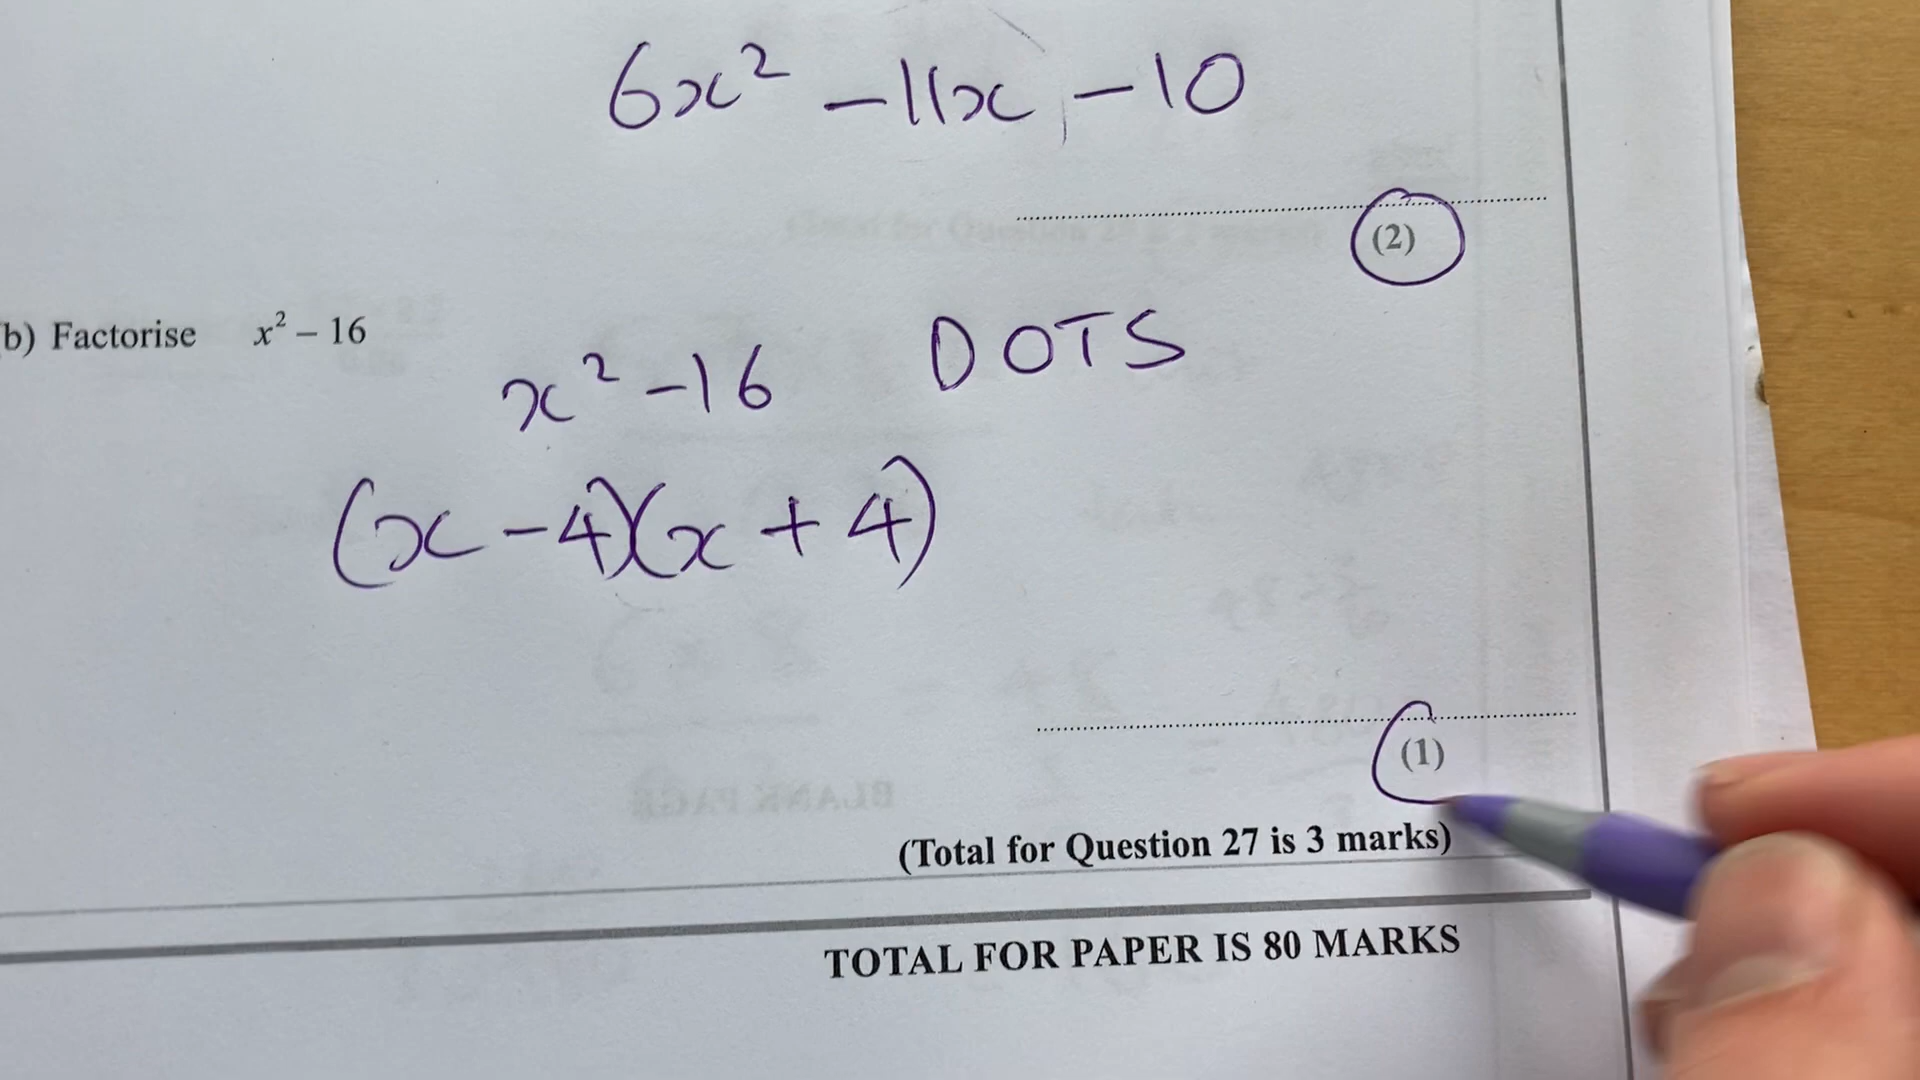 6x² - 11x - 10
(2)
b) Factorise x² - 16
x² - 16 DOTS
(x - 4)(x + 4)
(1)
(Total for Question 27 is 3 marks)
TOTAL FOR PAPER IS 80 MARKS